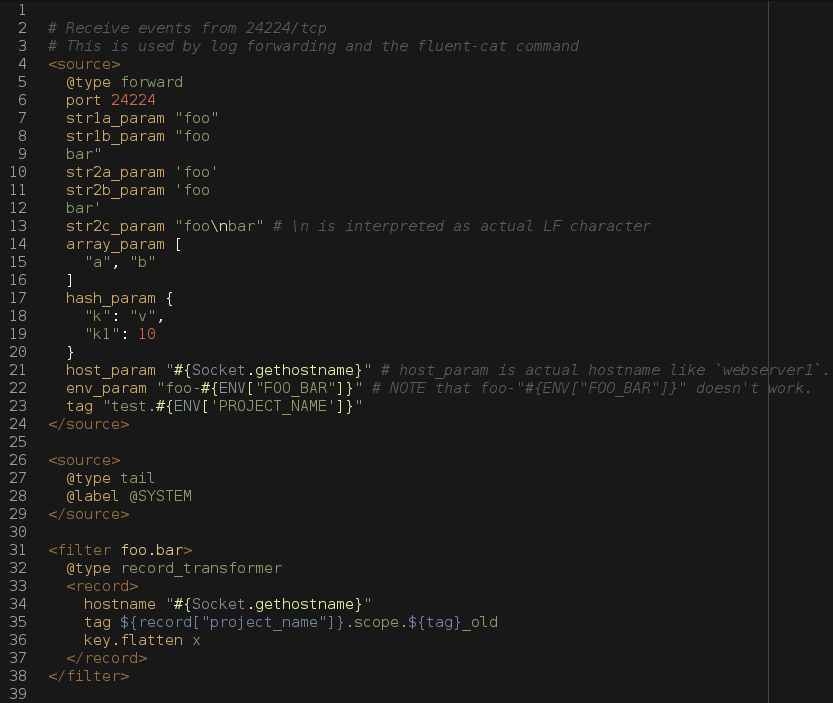 1
2 # Receive events from 24224/tcp
3 # This is used by log forwarding and the fluent-cat command
4 <source>
5   @type forward
6   port 24224
7   str1a_param "foo"
8   str1b_param "foo
9   bar"
10   str2a_param 'foo'
11   str2b_param 'foo
12   bar'
13   str2c_param "foo\nbar" # \n is interpreted as actual LF character
14   array_param [
15     "a", "b"
16   ]
17   hash_param {
18     "k": "v",
19     "k1": 10
20   }
21   host_param "#{Socket.gethostname}" # host_param is actual hostname like `webserver1`.
22   env_param "foo-#{ENV["FOO_BAR"]}" # NOTE that foo-"#{ENV["FOO_BAR"]}" doesn't work.
23   tag "test.#{ENV['PROJECT_NAME']}"
24 </source>
25
26 <source>
27   @type tail
28   @label @SYSTEM
29 </source>
30
31 <filter foo.bar>
32   @type record_transformer
33   <record>
34     hostname "#{Socket.gethostname}"
35     tag ${record["project_name"]}.scope.${tag}_old
36     key.flatten x
37   </record>
38 </filter>
39